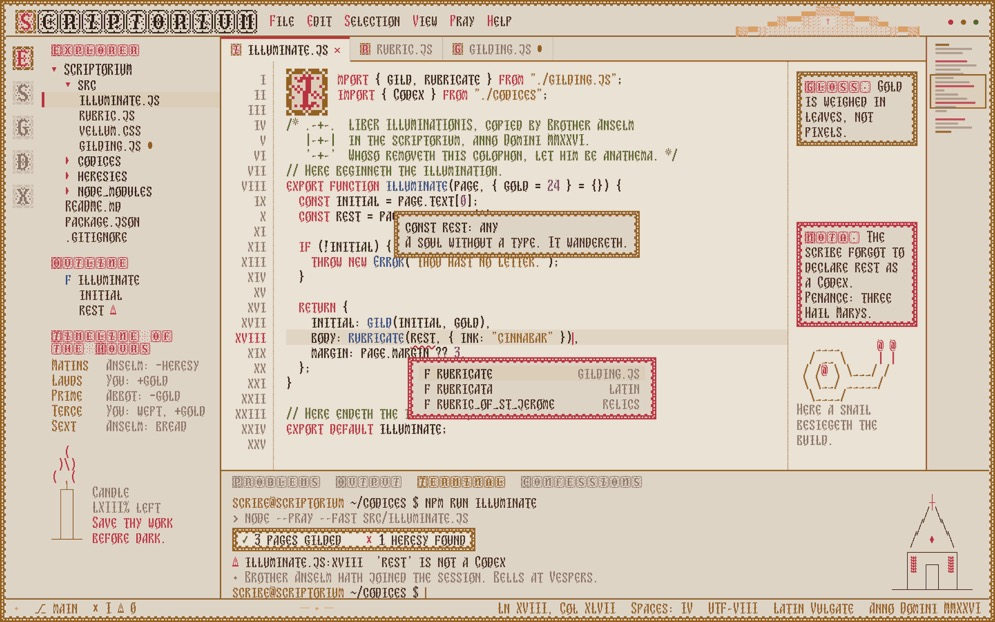 SCRIPTORIUM File Edit Selection View Pray Help
E
S
G
D
X
Explorer
▾ scriptorium
▾ src
illuminate.js
rubric.js
vellum.css
gilding.js ●
codices
heresies
node_modules
readme.md
package.json
.gitignore
Outline
f illuminate
initial
rest
Timeline of
the Hours
Matins Anselm: -heresy
Lauds You: +gold
Prime Abbot: -gold
Terce You: wept, +gold
Sext Anselm: bread
Candle
LXIII% left
Save thy work
before dark.
I illuminate.js ×
R rubric.js
G gilding.js ●
I Import { gild, rubricate } from "./gilding.js";
II import { Codex } from "./codices";
III
IV /* .-+-. LIBER ILLUMINATIONIS, copied by Brother Anselm
V |-+-| in the scriptorium, Anno Domini MMXXVI.
VI '-+-' Whoso removeth this colophon, let him be anathema. */
VII // Here beginneth the illumination.
VIII export function illuminate(page, { gold = 24 } = {}) {
IX const initial = page.text[0];
X const rest = pa
XI
XII if (!initial) {
XIII throw new Error("Thou hast no letter.");
XIV }
XV
XVI return {
XVII initial: gild(initial, gold),
XVIII body: rubricate(rest, { ink: "cinnabar" }),
XIX margin: page.margin ?? 3
XX };
XXI }
XXII
XXIII // Here endeth the
XXIV export default illuminate;
XXV
const rest: any
A soul without a type. It wandereth.
f rubricate gilding.js
f rubricata Latin
f rubric_of_st_jerome relics
Gloss. Gold
is weighed in
leaves, not
pixels.
Nota. The
scribe forgot to
declare rest as
a Codex.
Penance: three
Hail Marys.
Here a snail
besiegeth the
build.
Problems Output Terminal Confessions
scribe@scriptorium ~/codices $ npm run illuminate
> node --pray --fast src/illuminate.js
✓ 3 pages gilded x 1 heresy found
illuminate.js:XVIII 'rest' is not a Codex
• Brother Anselm hath joined the session. Bells at Vespers.
scribe@scriptorium ~/codices $
main × I △ 0
Ln XVIII, Col XLVII Spaces: IV UTF-VIII Latin Vulgate Anno Domini MMXXVI